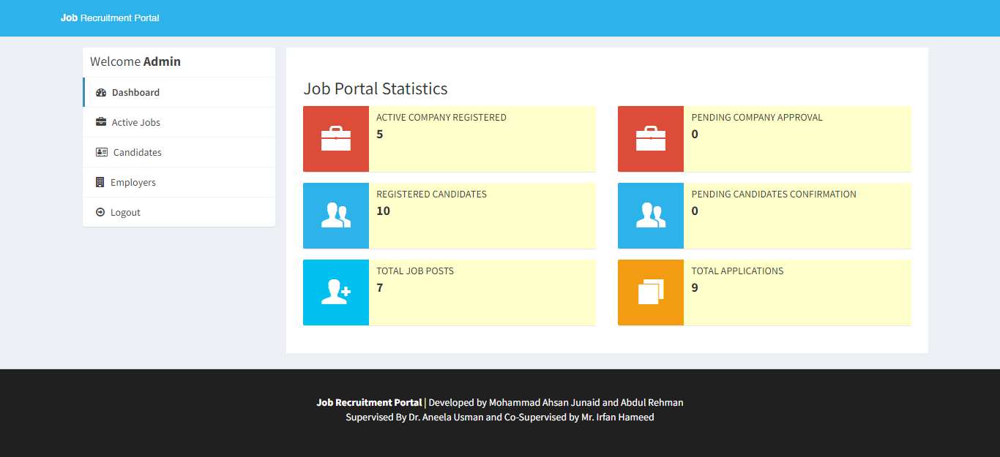 Job Recruitment Portal
Welcome Admin
Dashboard
Active Jobs
Candidates
Employers
Logout
Job Portal Statistics
ACTIVE COMPANY REGISTERED
5
PENDING COMPANY APPROVAL
0
REGISTERED CANDIDATES
10
PENDING CANDIDATES CONFIRMATION
0
TOTAL JOB POSTS
7
TOTAL APPLICATIONS
9
Job Recruitment Portal | Developed by Mohammad Ahsan Junaid and Abdul Rehman
Supervised By Dr. Aneela Usman and Co-Supervised by Mr. Irfan Hameed